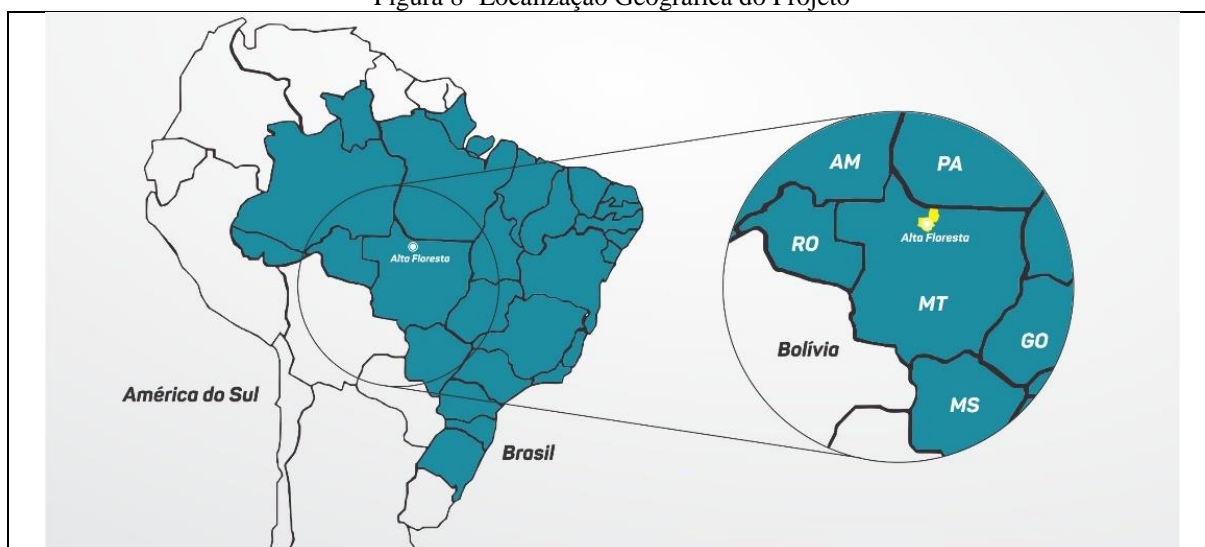 Figura 8- Localização Geográfica do Projeto
AM
PA
Alta Floresta
Alta Floresta
RO
MT
Bolívia
GO
América do Sul
MS
Brasil